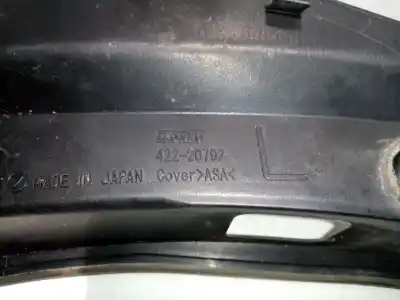 422-20797
L
MADE IN JAPAN Cover>ASA<